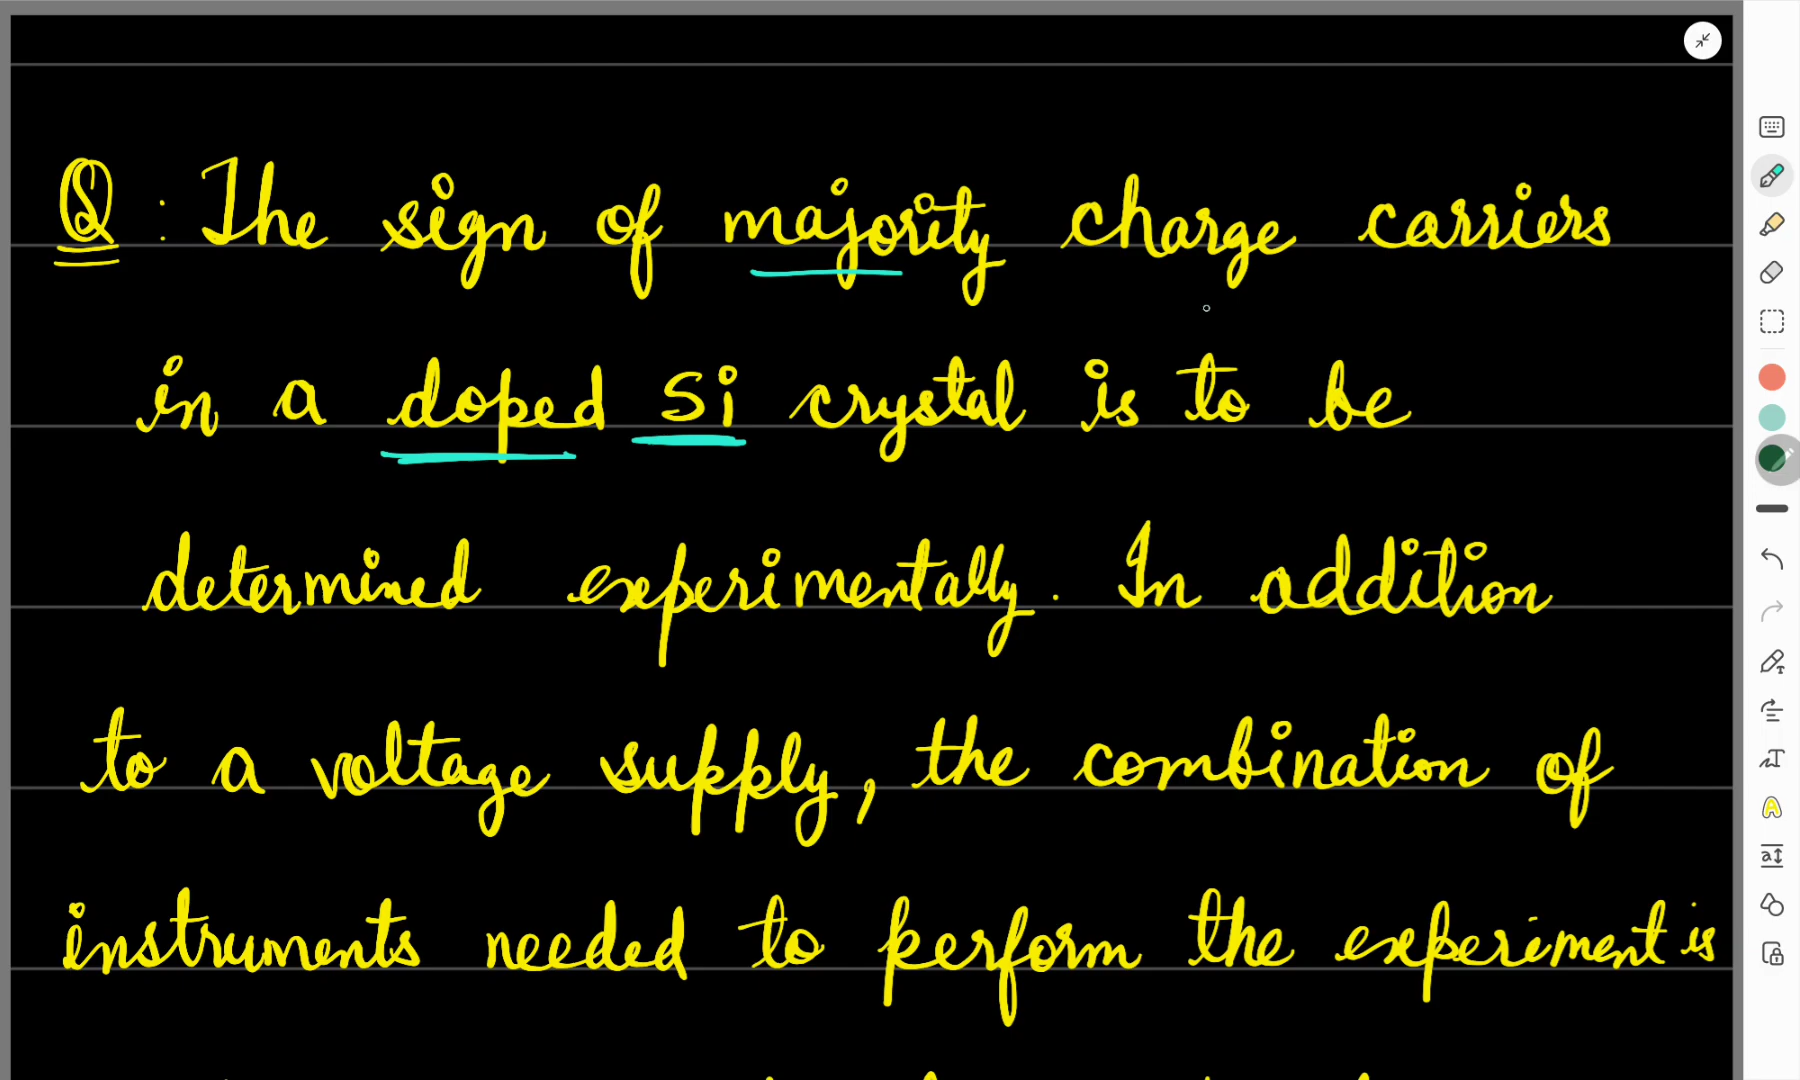 Q : The sign of majority charge carriers
in a doped Si crystal is to be
determined experimentally. In addition
to a voltage supply, the combination of
instruments needed to perform the experiment is